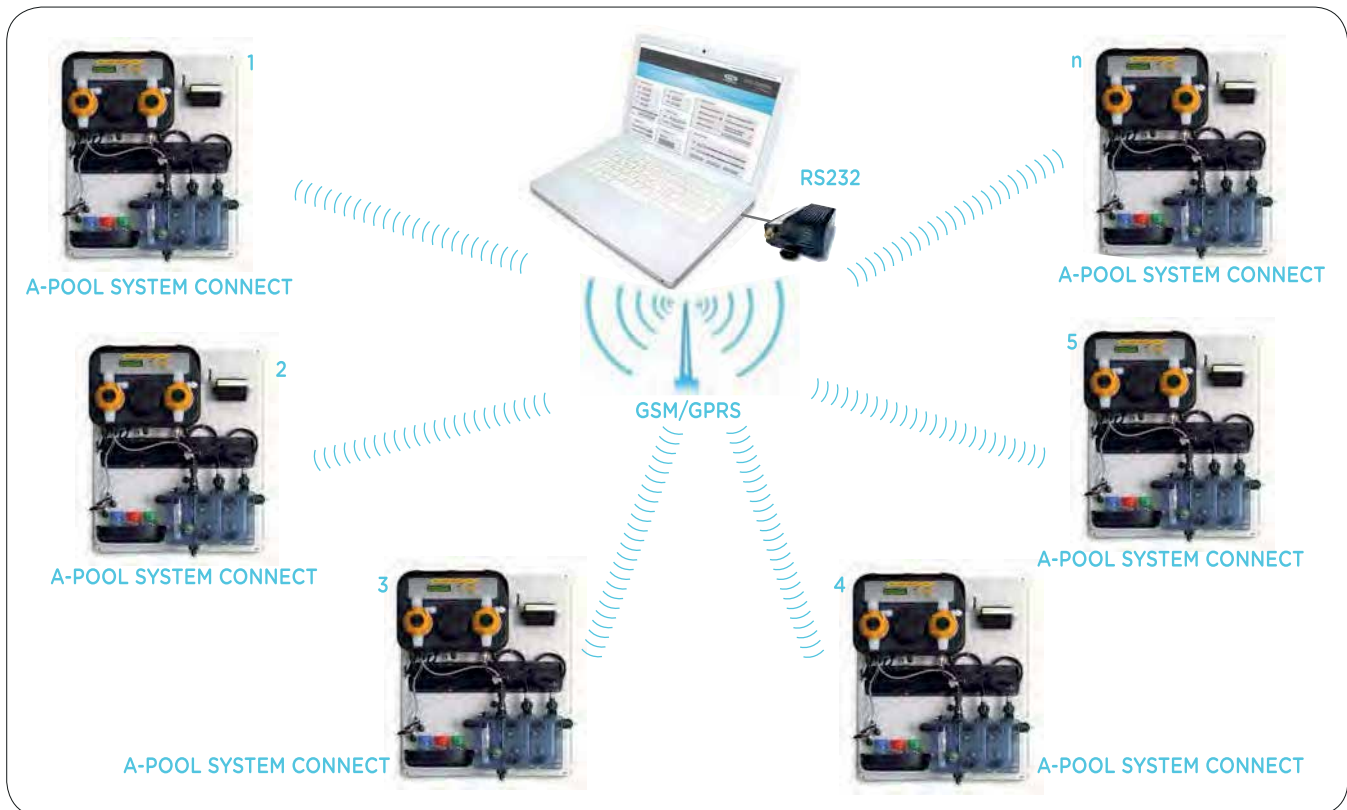 1
A-POOL SYSTEM CONNECT
n
A-POOL SYSTEM CONNECT
RS232
GSM/GPRS
2
A-POOL SYSTEM CONNECT
5
A-POOL SYSTEM CONNECT
3
A-POOL SYSTEM CONNECT
4
A-POOL SYSTEM CONNECT